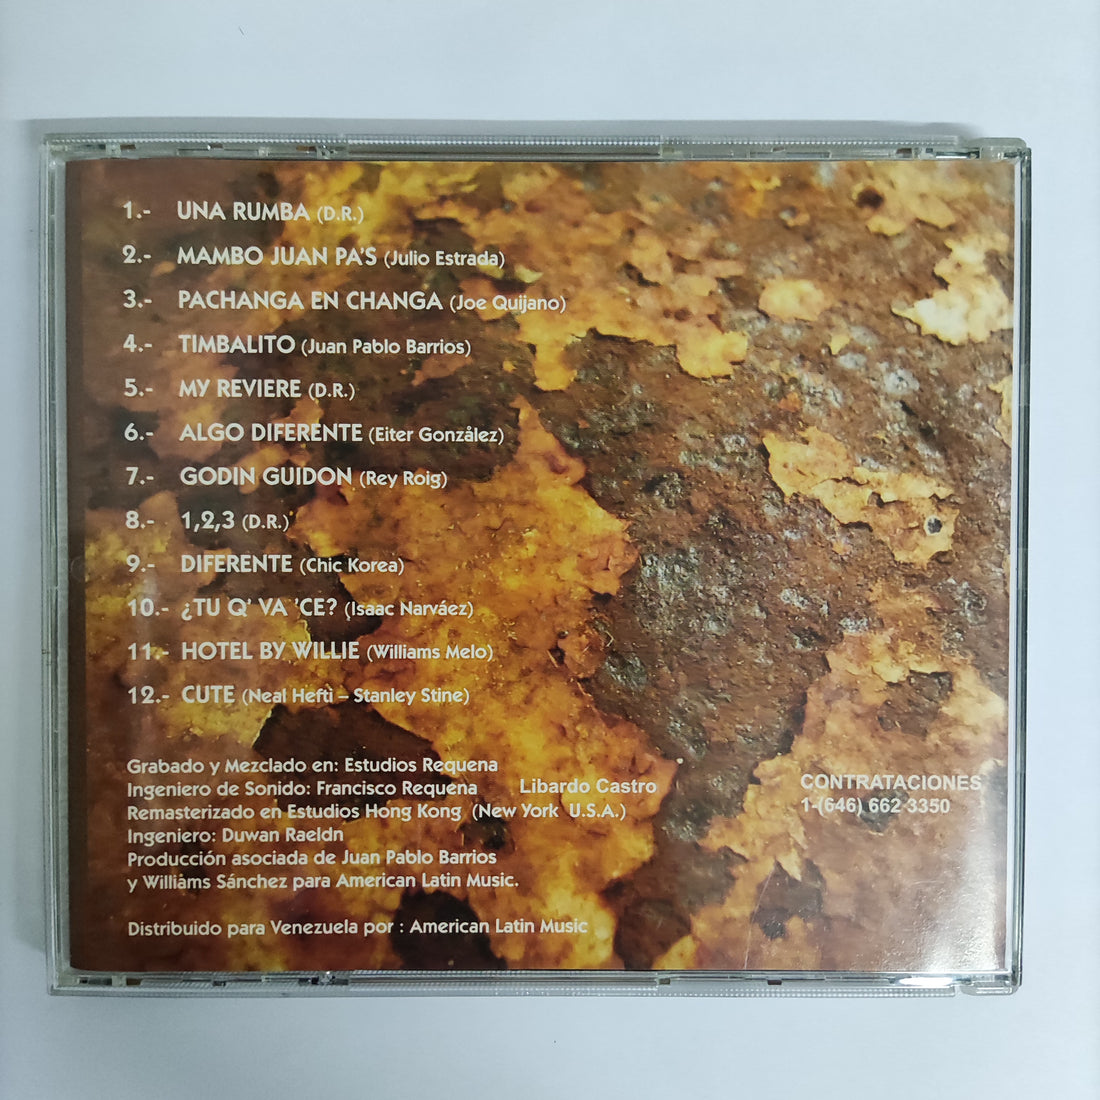 1.- UNA RUMBA (D.R.)
2.- MAMBO JUAN PA'S (Julio Estrada)
3.- PACHANGA EN CHANGA (Joe Quijano)
4.- TIMBALITO (Juan Pablo Barrios)
5.- MY REVIERE (D.R.)
6.- ALGO DIFERENTE (Eiter Gonzålez)
7.- GODIN GUIDON (Rey Roig)
8.- 1,2,3 (D.R.)
9.- DIFERENTE (Chic Korea)
10.- ¿TU Q' VA 'CE? (Isaac Narváez)
11.- HOTEL BY WILLIE (Williams Melo)
12.- CUTE (Neal Hefti – Stanley Stine)
Grabado y Mezclado en: Estudios Requena
Ingeniero de Sonido: Francisco Requena Libardo Castro
Remasterizado en Estudios Hong Kong (New York U.S.A.)
Ingeniero: Duwan Raeldn
Producción asociada de Juan Pablo Barrios
y Williåms Sánchez para American Latin Music.
Distribuido para Venezuela por : American Latin Music
CONTRATACIONES
1-(646) 662 3350